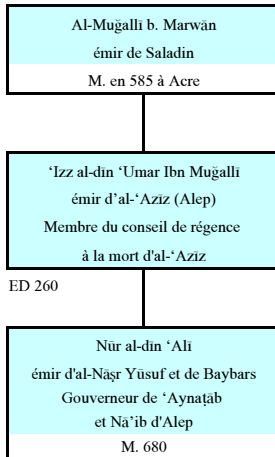 Al-Muğallī b. Marwān
émir de Saladin
M. en 585 à Acre
‘Izz al-dīn ‘Umar Ibn Muğallī
émir d’al-‘Azīz (Alep)
Membre du conseil de régence
à la mort d'al-‘Azīz
ED 260
Nūr al-dīn ‘Alī
émir d'al-Nāṣr Yūsuf et de Baybars
Gouverneur de ‘Aynaṭāb
et Nā’ib d'Alep
M. 680